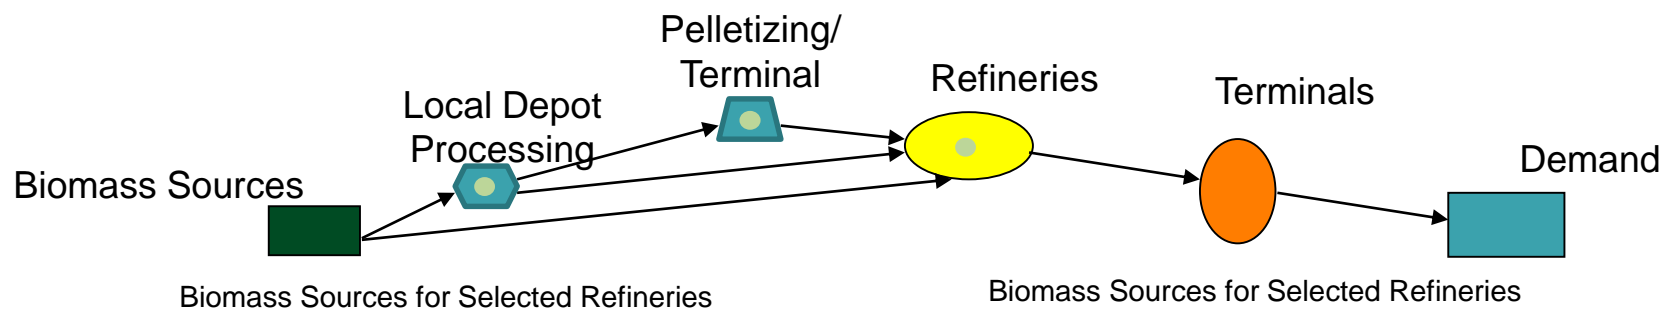 Pelletizing/
Terminal
Refineries
Terminals
Local Depot
Processing
Demand
Biomass Sources
Biomass Sources for Selected Refineries
Biomass Sources for Selected Refineries